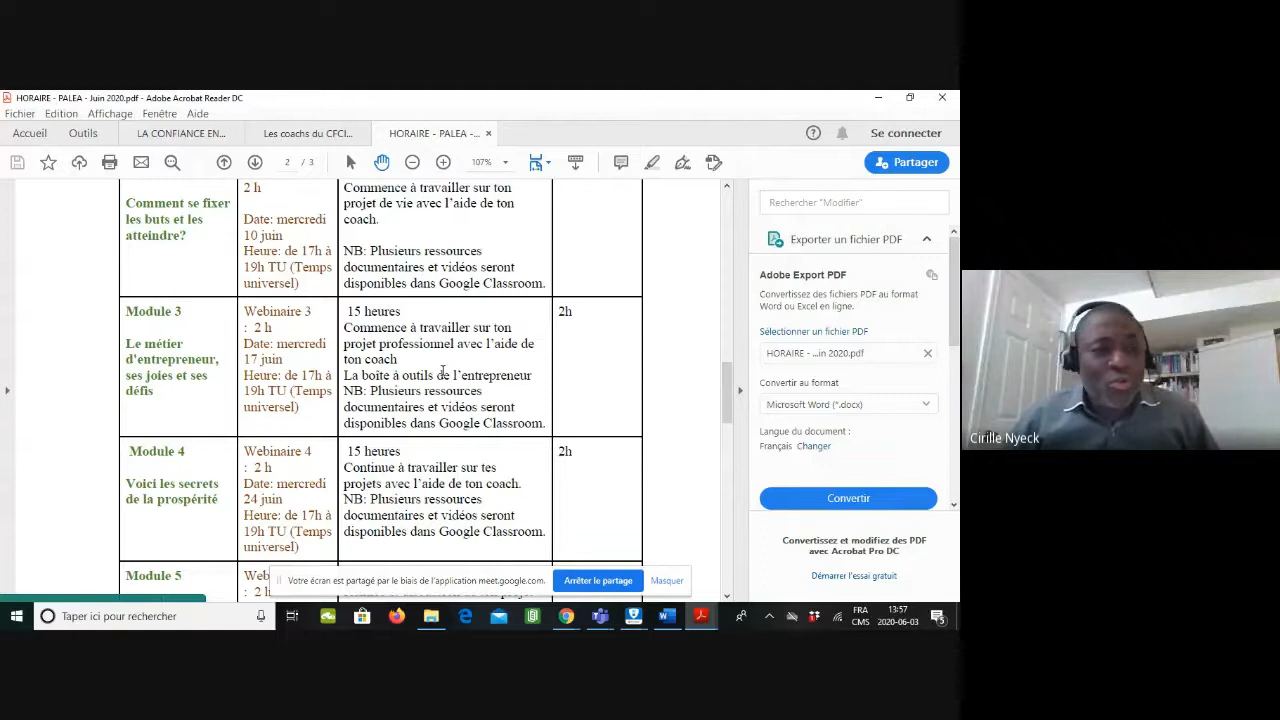 HORAIRE - PALEA - Juin 2020.pdf - Adobe Acrobat Reader DC
Fichier Edition Affichage Fenêtre Aide
Accueil Outils LA CONFIANCE EN... Les coachs du CFCI... HORAIRE - PALEA -... × Se connecter
2 / 3 107% Partager
Comment se fixer
les buts et les
atteindre?
2 h
Date: mercredi
10 juin
Heure: de 17h à
19h TU (Temps
universel)
Commence à travailler sur ton
projet de vie avec l’aide de ton
coach.
NB: Plusieurs ressources
documentaires et vidéos seront
disponibles dans Google Classroom.
Module 3
Le métier
d'entrepreneur,
ses joies et ses
défis
Webinaire 3
: 2 h
Date: mercredi
17 juin
Heure: de 17h à
19h TU (Temps
universel)
15 heures
Commence à travailler sur ton
projet professionnel avec l’aide de
ton coach
La boîte à outils de l’entrepreneur
NB: Plusieurs ressources
documentaires et vidéos seront
disponibles dans Google Classroom.
2h
Module 4
Voici les secrets
de la prospérité
Webinaire 4
: 2 h
Date: mercredi
24 juin
Heure: de 17h à
19h TU (Temps
universel)
15 heures
Continue à travailler sur tes
projets avec l’aide de ton coach.
NB: Plusieurs ressources
documentaires et vidéos seront
disponibles dans Google Classroom.
2h
Module 5
: 2 h
Votre écran est partagé par le biais de l'application meet.google.com. Arrêter le partage Masquer
Rechercher "Modifier"
Exporter un fichier PDF
Adobe Export PDF
Convertissez des fichiers PDF au format
Word ou Excel en ligne.
Sélectionner un fichier PDF
HORAIRE - ...in 2020.pdf
Convertir au format
Microsoft Word (*.docx)
Langue du document :
Français Changer
Convertir
Convertissez et modifiez des PDF
avec Acrobat Pro DC
Démarrer l'essai gratuit
Cirille Nyeck
Taper ici pour rechercher
FRA
CMS
13:57
2020-06-03
5